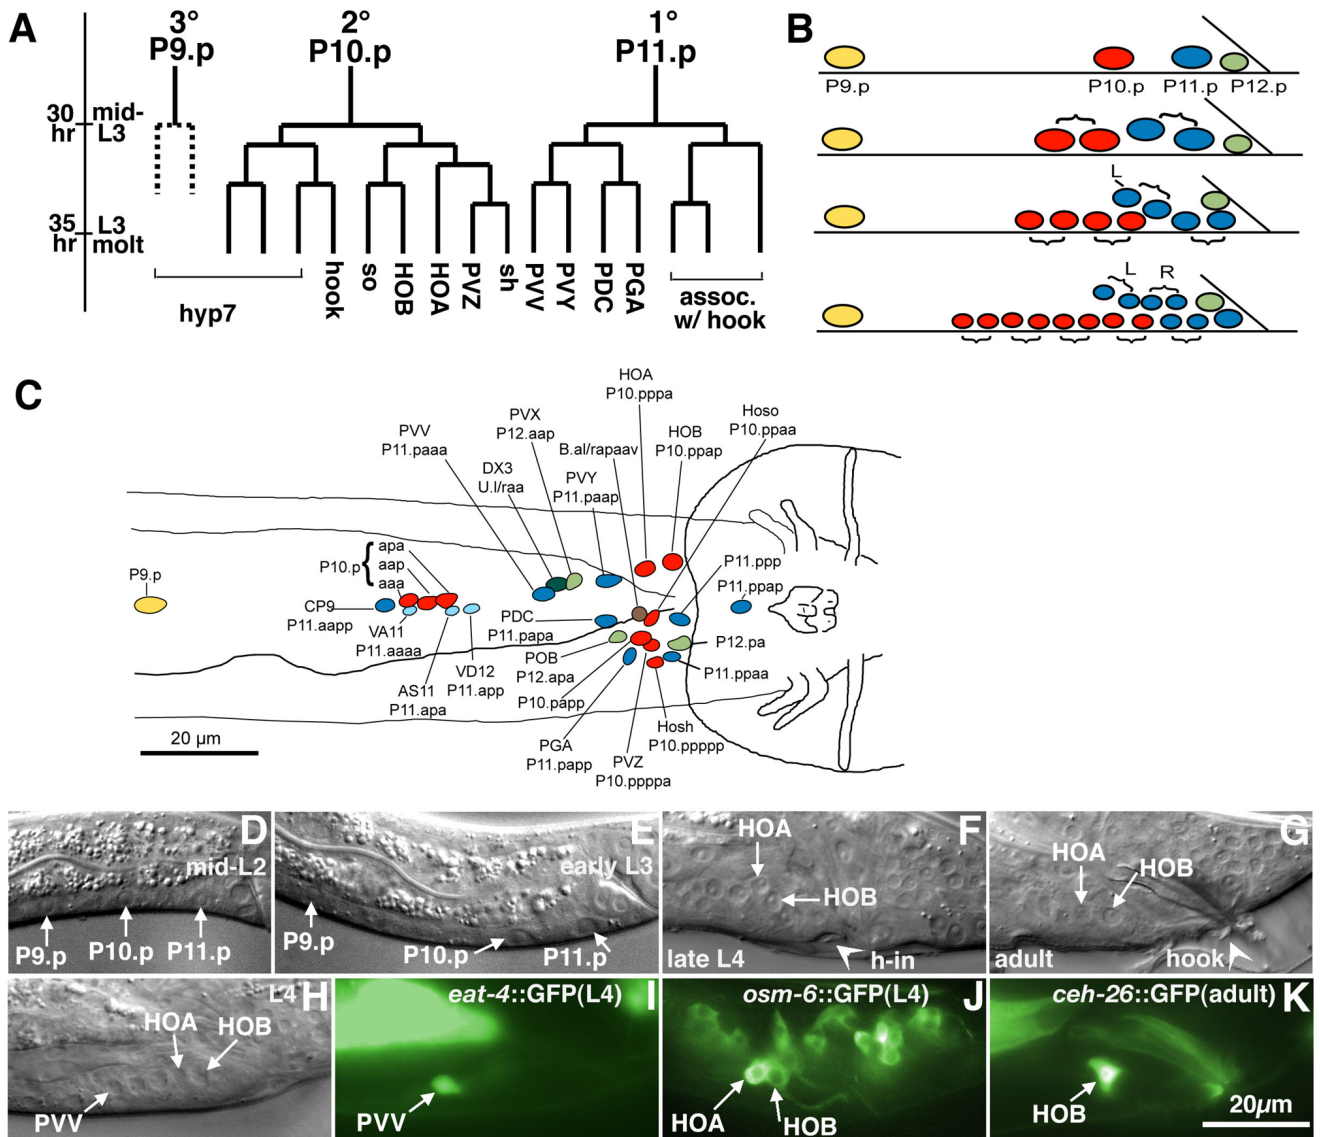 A
3° 2° 1°
P9.p P10.p P11.p
30 hr
mid-L3
35 hr
L3 molt
hyp7
hook
so
HOB
HOA
PVZ
sh
PVV
PVY
PDC
PGA
assoc.
w/ hook
B
P9.p P10.p P11.p P12.p
L
L R
C
HOA
P10.pppa
PVX
P12.aap
Hoso
P10.ppaa
PVV
P11.paaa
HOB
P10.ppap
B.al/rapaav
DX3
U.l/raa
PVY
P11.paap
P10.p {
apa
aap
aaa
P9.p
P11.ppp
P11.ppap
CP9
P11.aapp
VA11
P11.aaaa
PDC
P11.papa
P12.pa
POB
P12.apa
P11.ppaa
VD12
P11.app
AS11
P11.apa
P10.papp
Hosh
P10.ppppp
PGA
P11.papp
PVZ
P10.ppppa
20 µm
D
mid-L2
P9.p P10.p P11.p
E
early L3
P9.p
P10.p P11.p
F
HOA
HOB
late L4 h-in
G
HOA HOB
adult hook
H
L4
HOA HOB
PVV
I
eat-4::GFP(L4)
PVV
J
osm-6::GFP(L4)
HOA HOB
K
ceh-26::GFP(adult)
HOB
20µm